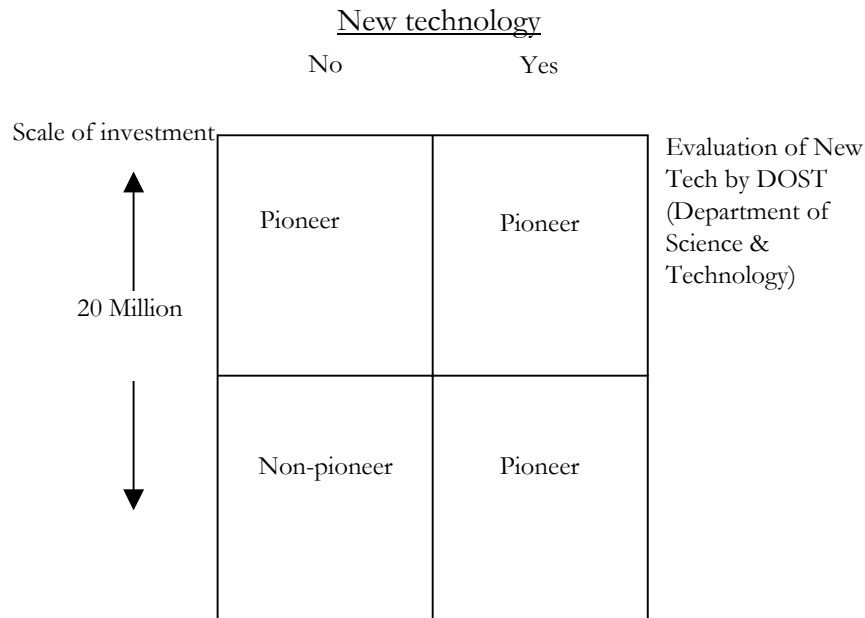 New technology
No Yes
Scale of investment
Evaluation of New
Tech by DOST
(Department of
Science &
Technology)
Pioneer Pioneer
20 Million
Non-pioneer Pioneer